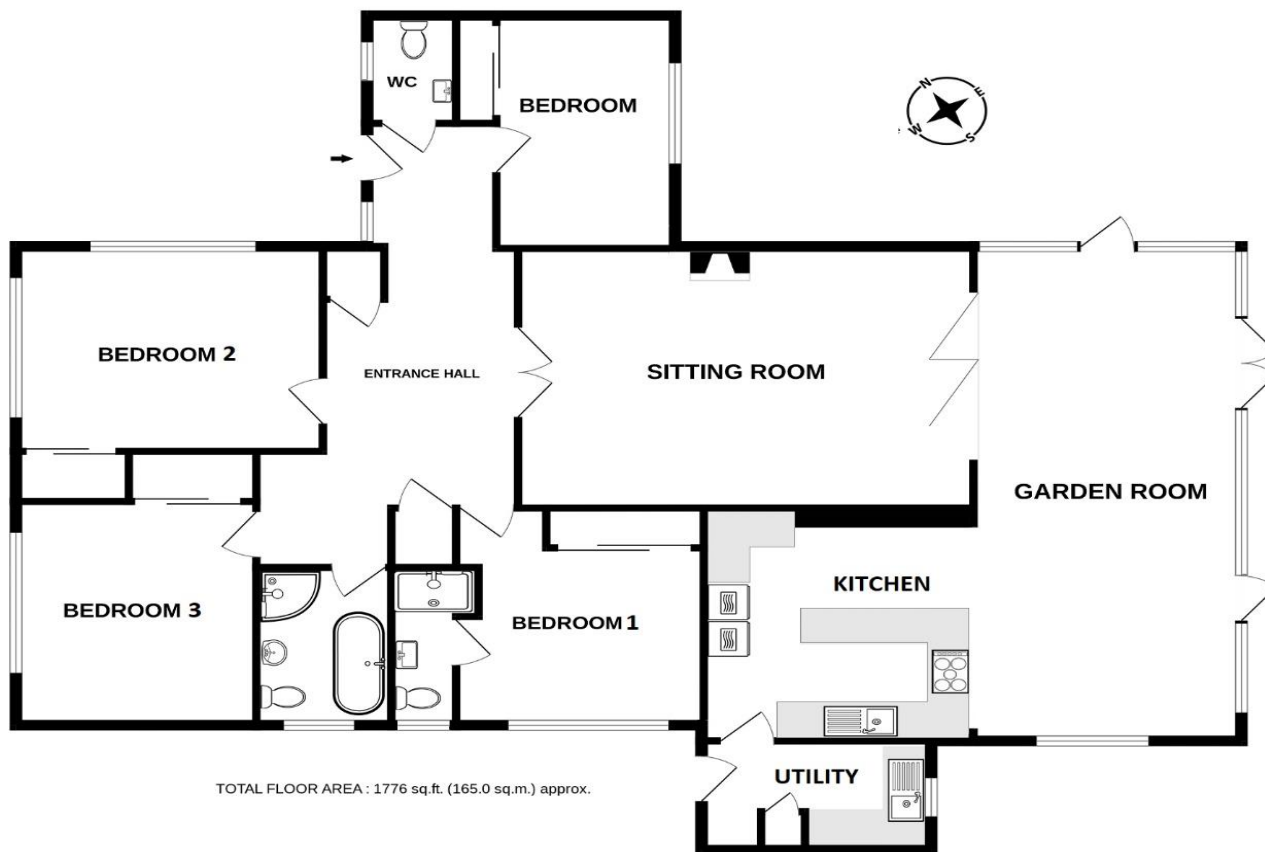 WC
BEDROOM
N
E
W
S
BEDROOM 2
ENTRANCE HALL
SITTING ROOM
GARDEN ROOM
KITCHEN
BEDROOM 3
BEDROOM 1
UTILITY
TOTAL FLOOR AREA : 1776 sq.ft. (165.0 sq.m.) approx.